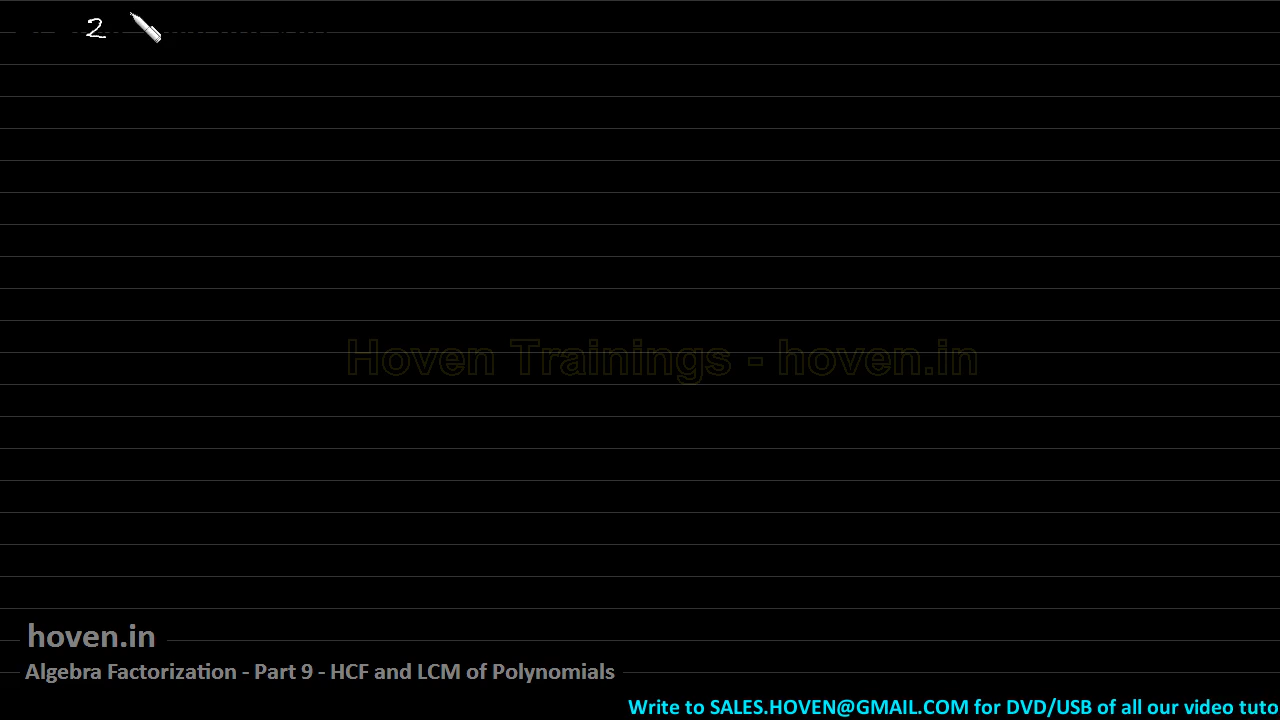 2
Hoven Trainings - hoven.in
hoven.in
Algebra Factorization - Part 9 - HCF and LCM of Polynomials
Write to SALES.HOVEN@GMAIL.COM for DVD/USB of all our video tuto